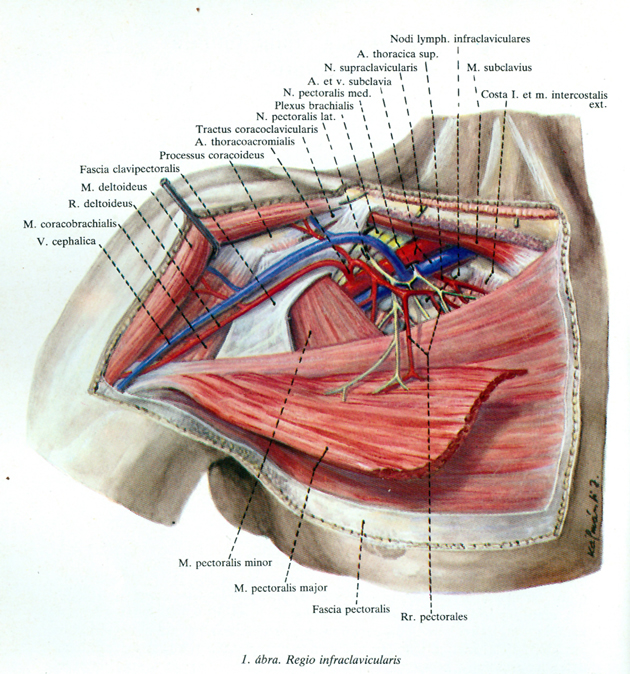 Nodi lymph. infraclaviculares
A. thoracica sup.
N. supraclavicularis
M. subclavius
A. et v. subclavia
N. pectoralis med.
Costa I. et m. intercostalis
ext.
Plexus brachialis
N. pectoralis lat.
Tractus coracoclavicularis
A. thoracoacromialis
Processus coracoideus
Fascia clavipectoralis
M. deltoideus
R. deltoideus
M. coracobrachialis
V. cephalica
M. pectoralis minor
M. pectoralis major
Fascia pectoralis
Rr. pectorales
1. ábra. Regio infraclavicularis